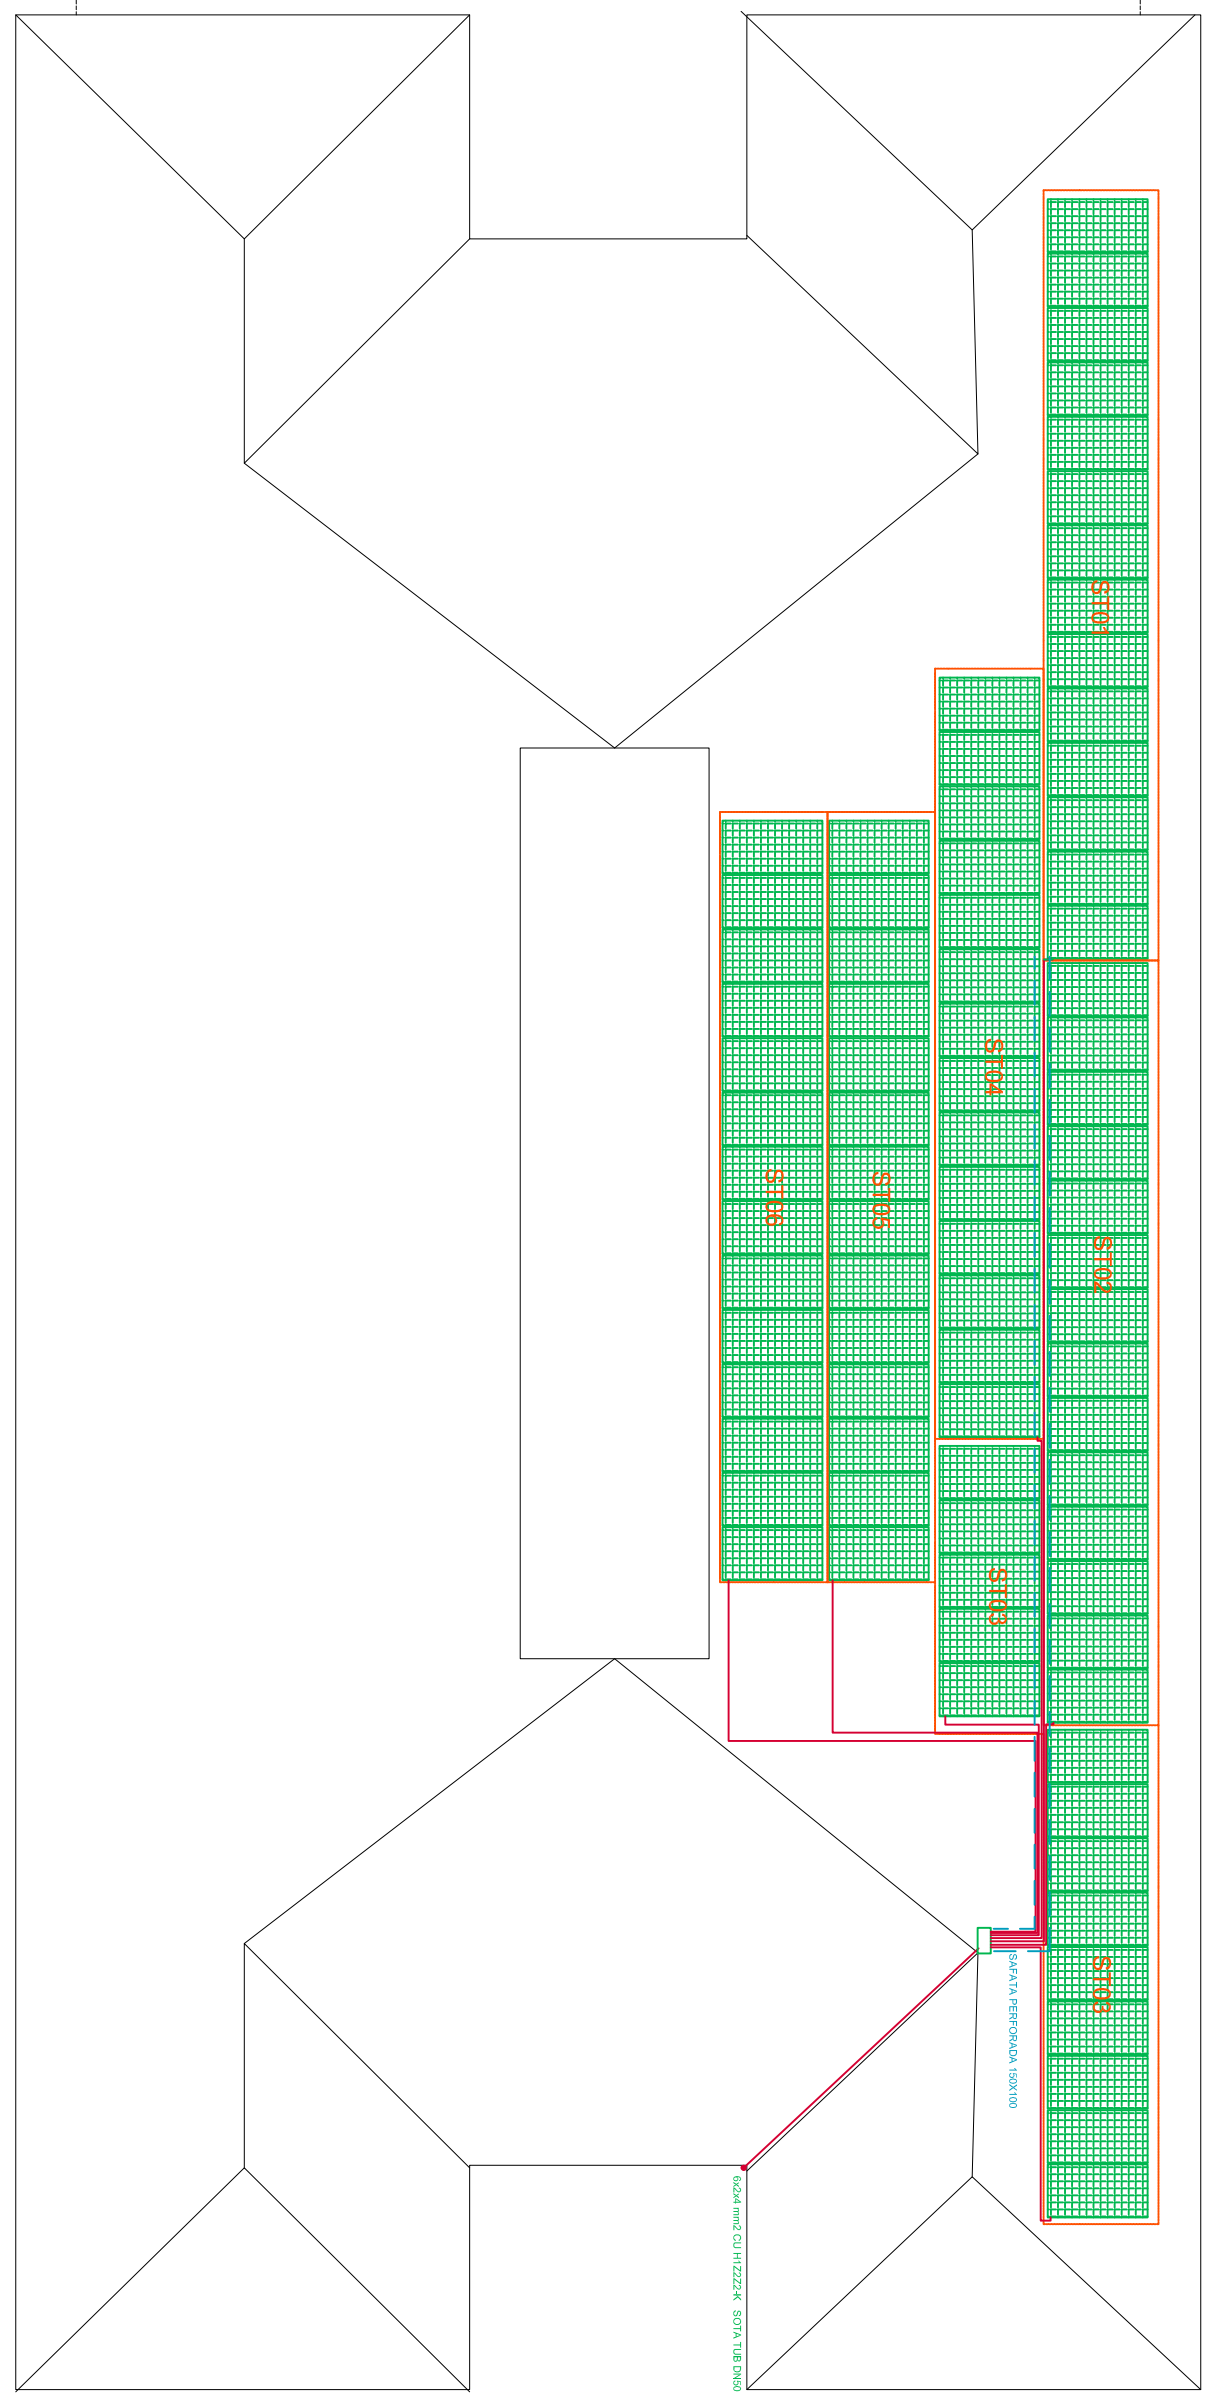 ST01
ST04
ST06
ST05
ST02
ST03
ST03
SAFATA PERFORADA 150X100
6x2x4 mm2 CU H1Z2Z2-K SOTA TUB DN50